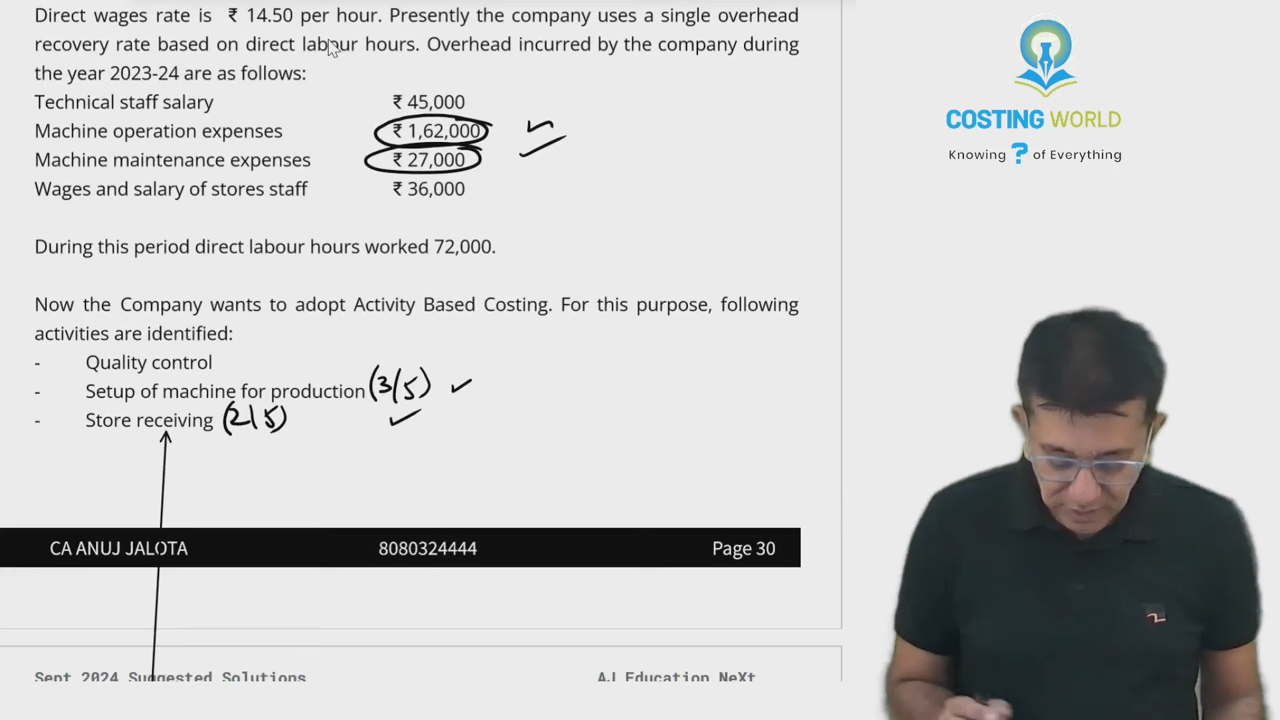 Direct wages rate is ₹ 14.50 per hour. Presently the company uses a single overhead
recovery rate based on direct labour hours. Overhead incurred by the company during
the year 2023-24 are as follows:
Technical staff salary ₹ 45,000
Machine operation expenses ₹ 1,62,000
Machine maintenance expenses ₹ 27,000
Wages and salary of stores staff ₹ 36,000
During this period direct labour hours worked 72,000.
Now the Company wants to adopt Activity Based Costing. For this purpose, following
activities are identified:
- Quality control
- Setup of machine for production (3/5) ✓
- Store receiving (2/5) ✓
CA ANUJ JALOTA 8080324444 Page 30
Sept 2024 Suggested Solutions AJ Education NeXt
COSTING WORLD
Knowing ? of Everything